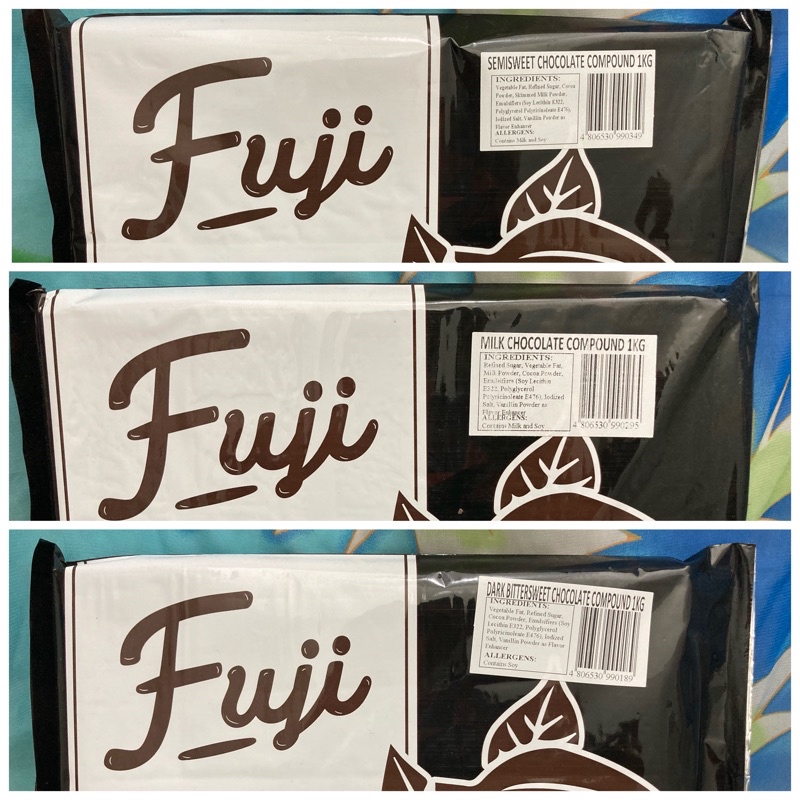 Fuji
SEMISWEET CHOCOLATE COMPOUND 1KG
INGREDIENTS:
Vegetable Fat, Refined Sugar, Cocoa
Powder, Skimmed Milk Powder,
Emulsifiers (Soy Lecithin E322,
Polyglycerol Polyricinoleate E476),
Iodized Salt, Vanillin Powder as
Flavor Enhancer
ALLERGENS:
Contains Milk and Soy
4 806530 990349
Fuji
MILK CHOCOLATE COMPOUND 1KG
INGREDIENTS:
Refined Sugar, Vegetable Fat,
Milk Powder, Cocoa Powder,
Emulsifiers (Soy Lecithin
E322, Polyglycerol
Polyricinoleate E476), Iodized
Salt, Vanillin Powder as
Flavor Enhancer
ALLERGENS:
Contains Milk and Soy
4 806530 990295
Fuji
DARK BITTERSWEET CHOCOLATE COMPOUND 1KG
INGREDIENTS:
Vegetable Fat, Refined Sugar,
Cocoa Powder, Emulsifiers (Soy
Lecithin E322, Polyglycerol
Polyricinoleate E476), Iodized
Salt, Vanillin Powder as Flavor
Enhancer
ALLERGENS:
Contains Soy
4 806530 990189